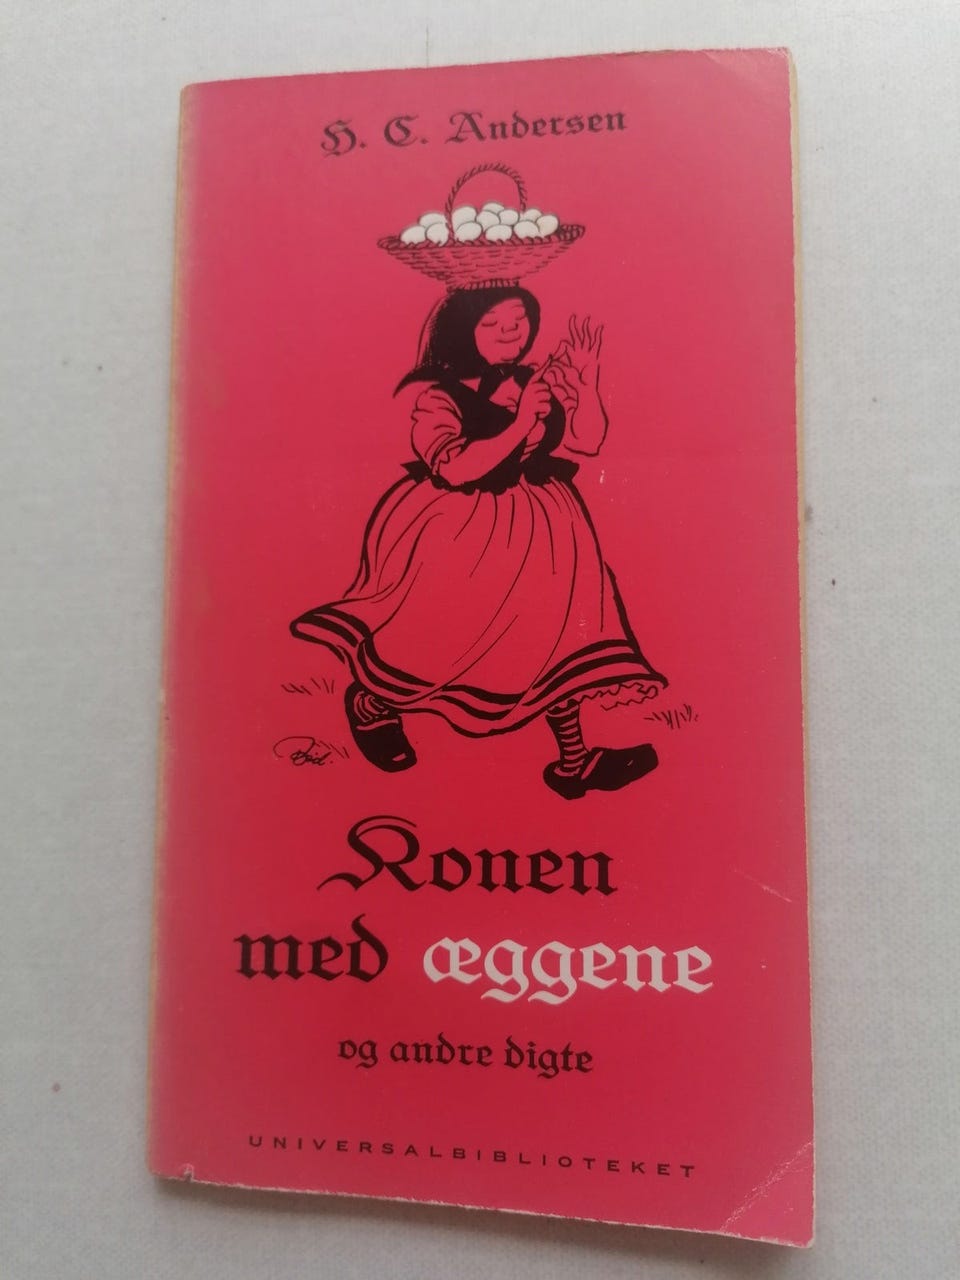 H. C. Andersen
Konen
med æggene
og andre digte
UNIVERSALBIBLIOTEKET